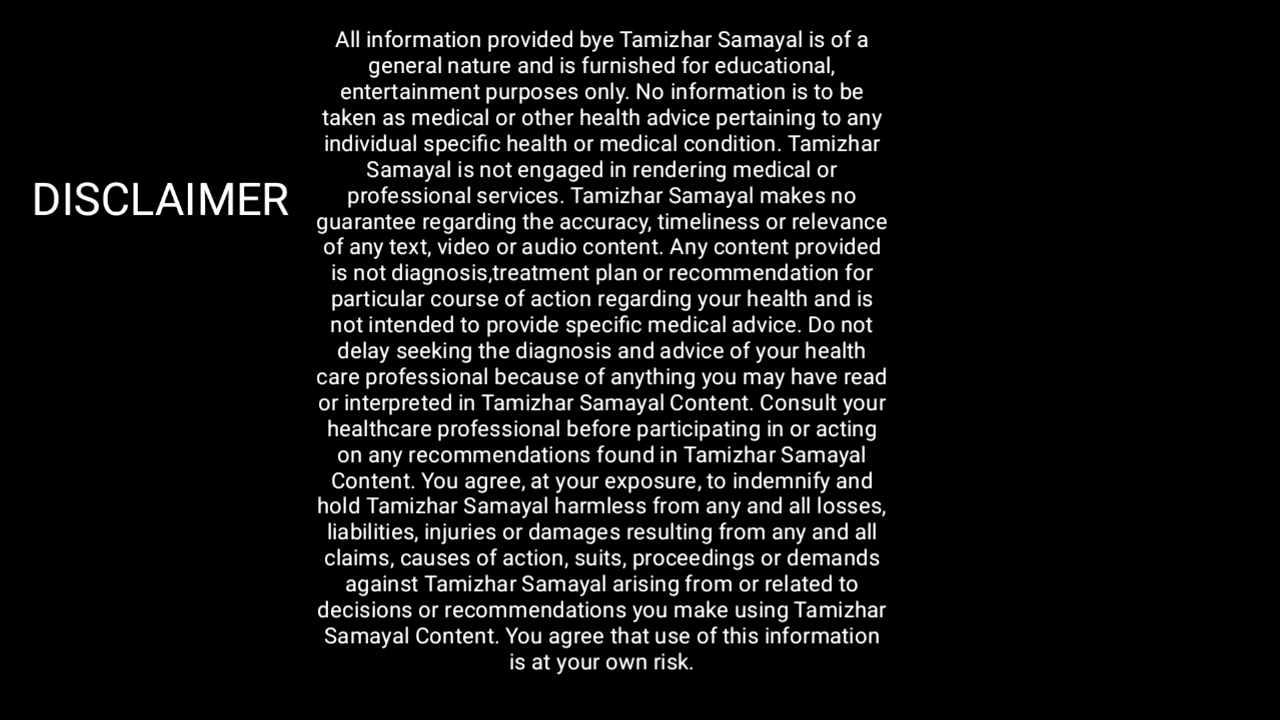 DISCLAIMER
All information provided bye Tamizhar Samayal is of a
general nature and is furnished for educational,
entertainment purposes only. No information is to be
taken as medical or other health advice pertaining to any
individual specific health or medical condition. Tamizhar
Samayal is not engaged in rendering medical or
professional services. Tamizhar Samayal makes no
guarantee regarding the accuracy, timeliness or relevance
of any text, video or audio content. Any content provided
is not diagnosis,treatment plan or recommendation for
particular course of action regarding your health and is
not intended to provide specific medical advice. Do not
delay seeking the diagnosis and advice of your health
care professional because of anything you may have read
or interpreted in Tamizhar Samayal Content. Consult your
healthcare professional before participating in or acting
on any recommendations found in Tamizhar Samayal
Content. You agree, at your exposure, to indemnify and
hold Tamizhar Samayal harmless from any and all losses,
liabilities, injuries or damages resulting from any and all
claims, causes of action, suits, proceedings or demands
against Tamizhar Samayal arising from or related to
decisions or recommendations you make using Tamizhar
Samayal Content. You agree that use of this information
is at your own risk.